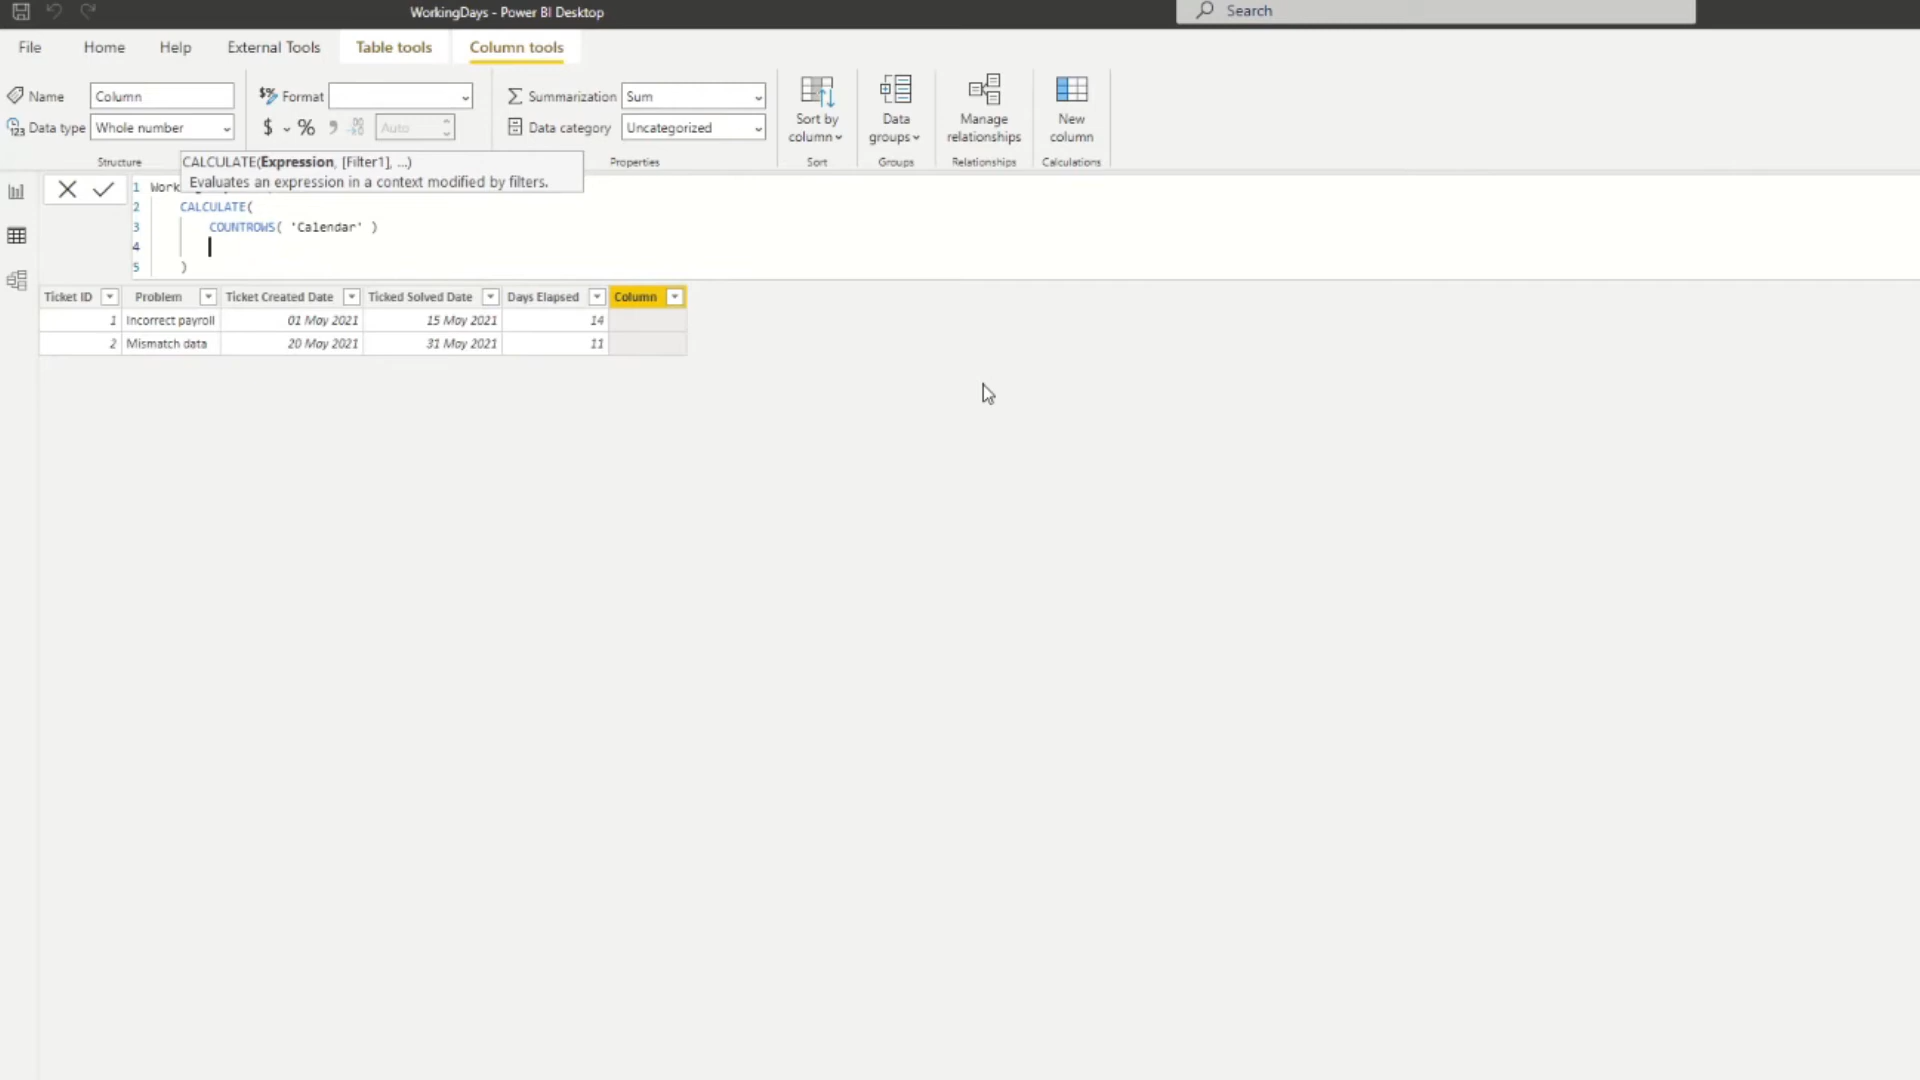 WorkingDays - Power BI Desktop
Search
File Home Help External Tools Table tools Column tools
Name Column
Data type Whole number
Format
$ % Auto
Summarization Sum
Data category Uncategorized
Sort by column
Data groups
Manage relationships
New column
Structure Properties Sort Groups Relationships Calculations
CALCULATE(Expression, [Filter1], ...)
Evaluates an expression in a context modified by filters.
1 Work
2 CALCULATE(
3 COUNTROWS( 'Calendar' )
4
5 )
Ticket ID Problem Ticket Created Date Ticked Solved Date Days Elapsed Column
1 Incorrect payroll 01 May 2021 15 May 2021 14
2 Mismatch data 20 May 2021 31 May 2021 11